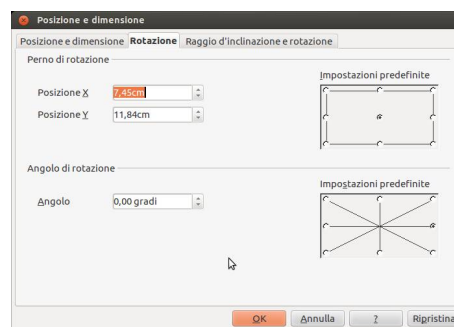 Posizione e dimensione
Posizione e dimensione Rotazione Raggio d'inclinazione e rotazione
Perno di rotazione
Impostazioni predefinite
Posizione X 7,45cm
Posizione Y 11,84cm
Angolo di rotazione
Impostazioni predefinite
Angolo 0,00 gradi
OK Annulla ? Ripristina